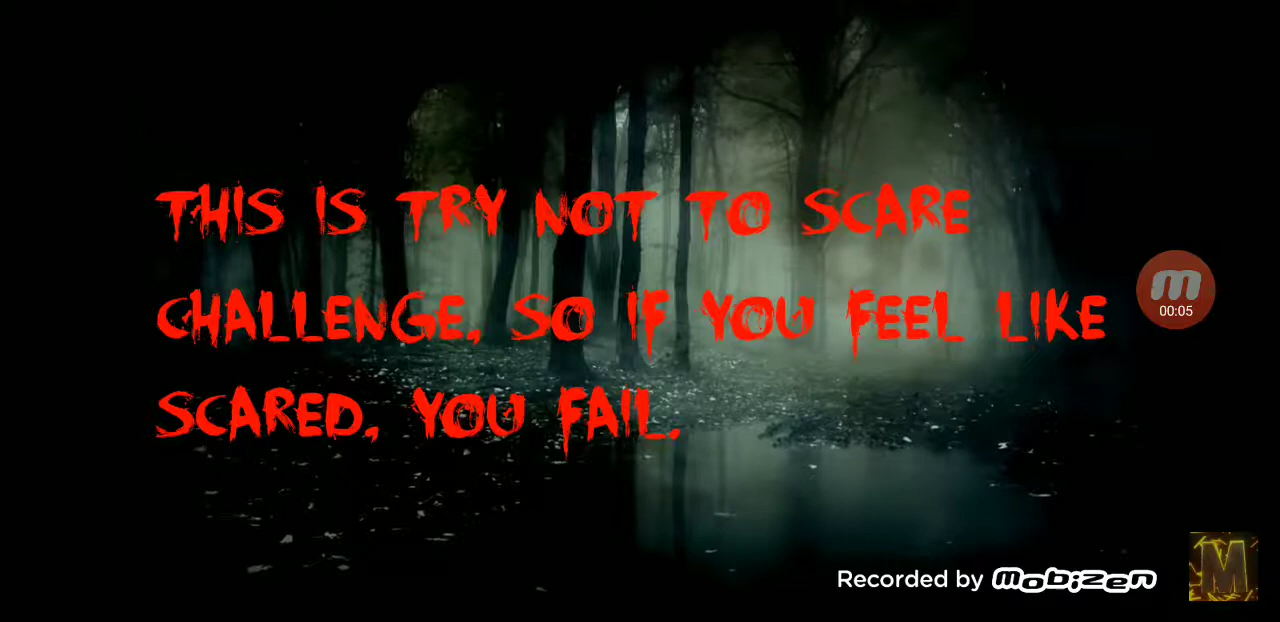 THIS IS TRY NOT TO SCARE
CHALLENGE, SO IF YOU FEEL LIKE
SCARED, YOU FAIL.
m
00:05
Recorded by mobizen
M